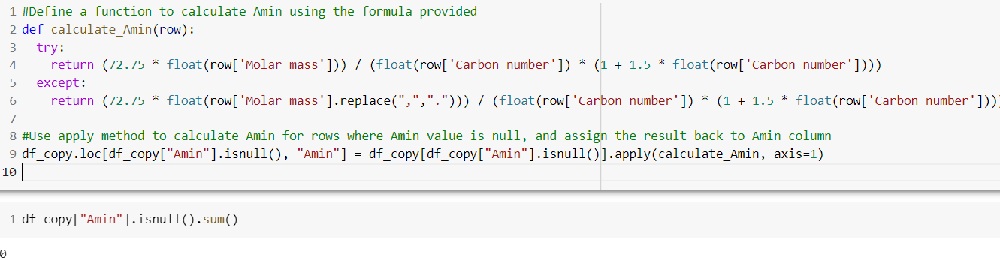 1 #Define a function to calculate Amin using the formula provided
2 def calculate_Amin(row):
3   try:
4     return (72.75 * float(row['Molar mass'])) / (float(row['Carbon number']) * (1 + 1.5 * float(row['Carbon number'])))
5   except:
6     return (72.75 * float(row['Molar mass'].replace(",","."))) / (float(row['Carbon number']) * (1 + 1.5 * float(row['Carbon number'])))
7
8 #Use apply method to calculate Amin for rows where Amin value is null, and assign the result back to Amin column
9 df_copy.loc[df_copy["Amin"].isnull(), "Amin"] = df_copy[df_copy["Amin"].isnull()].apply(calculate_Amin, axis=1)
10
1 df_copy["Amin"].isnull().sum()
0